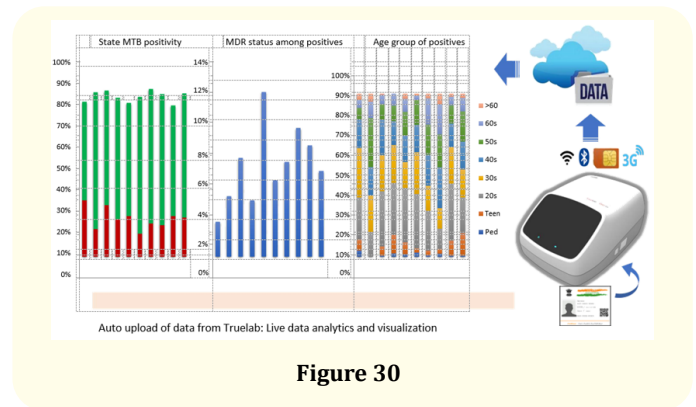 State MTB positivity
MDR status among positives
Age group of positives
100%
90%
80%
70%
60%
50%
40%
30%
20%
10%
0%
14%
12%
10%
8%
6%
4%
2%
0%
100%
90%
80%
70%
60%
50%
40%
30%
20%
10%
0%
>60
60s
50s
40s
30s
20s
Teen
Ped
DATA
3G
Auto upload of data from Truelab: Live data analytics and visualization
Figure 30